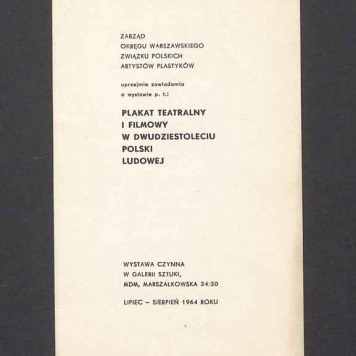 ZARZĄD
OKRĘGU WARSZAWSKIEGO
ZWIĄZKU POLSKICH
ARTYSTÓW PLASTYKÓW
uprzejmie zawiadamia
o wystawie p. t.:
PLAKAT TEATRALNY
I FILMOWY
W DWUDZIESTOLECIU
POLSKI
LUDOWEJ
WYSTAWA CZYNNA
W GALERII SZTUKI,
MDM, MARSZAŁKOWSKA 34/50
LIPIEC — SIERPIEŃ 1964 ROKU